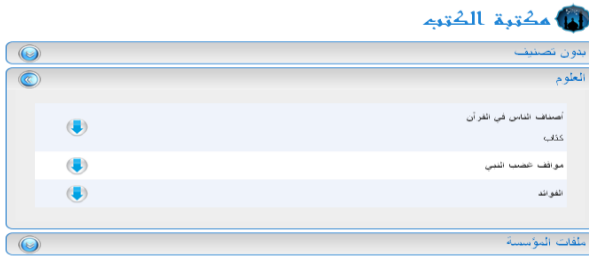 مكتبة الكتب
بدون تصنيف
العلوم
أصناف الناس في القرآن
كتاب
مواقف غضب النبي
الفوائد
ملفات المؤسسة